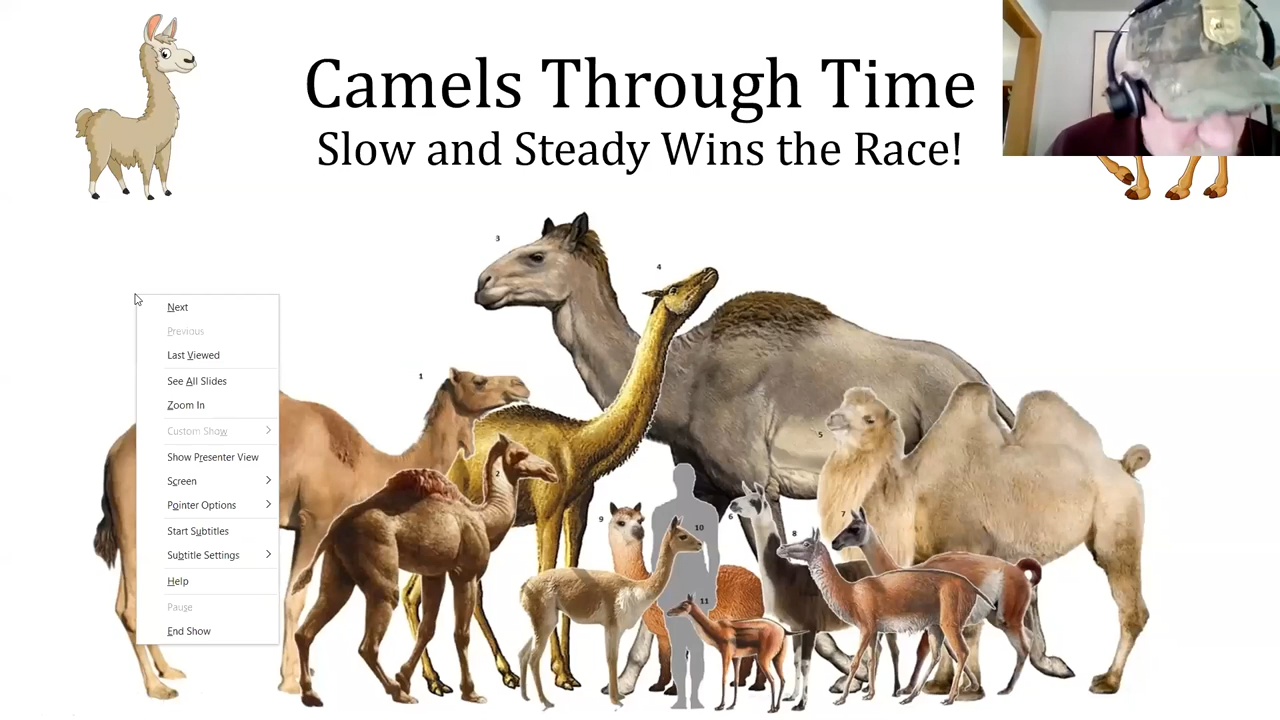 Camels Through Time
Slow and Steady Wins the Race!
3
4
1
5
2
6
7
8
9
10
11
Next
Previous
Last Viewed
See All Slides
Zoom In
Custom Show
Show Presenter View
Screen
Pointer Options
Start Subtitles
Subtitle Settings
Help
Pause
End Show